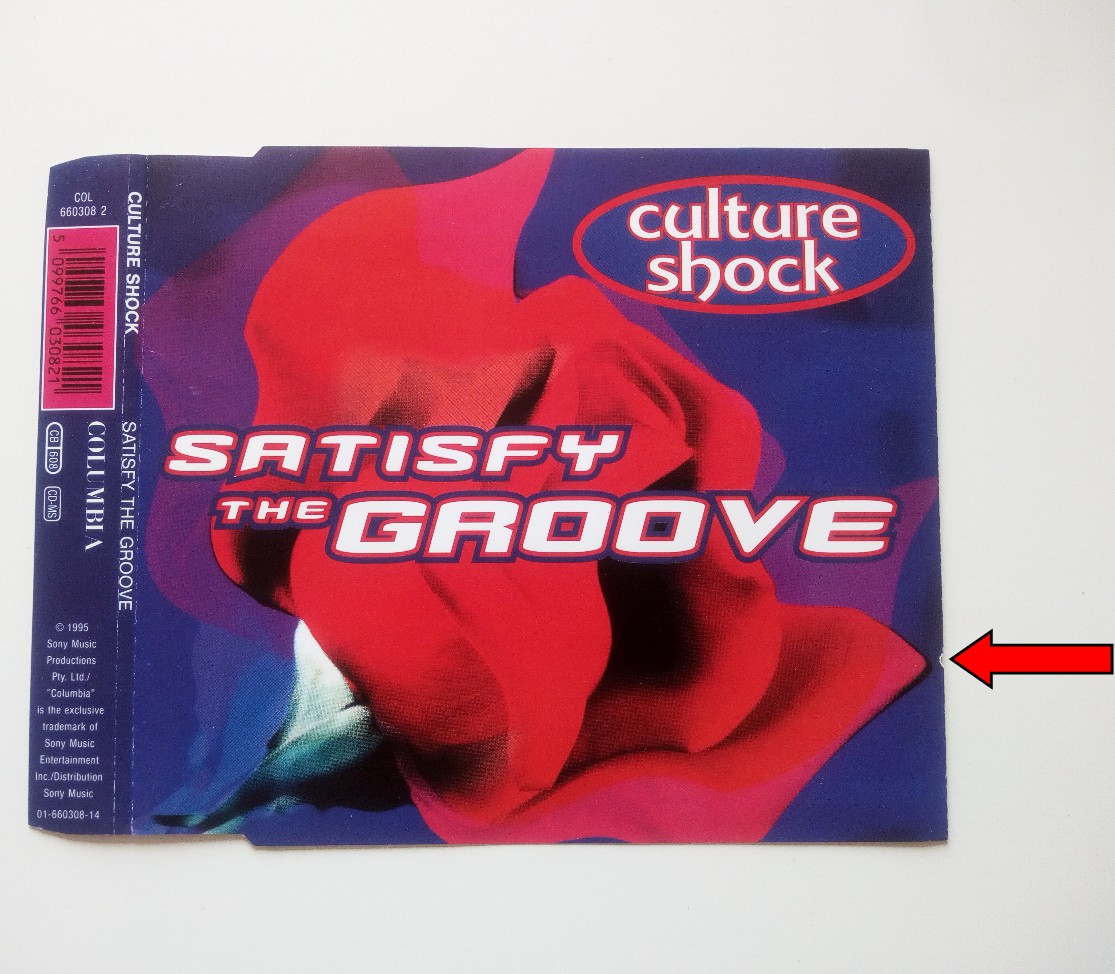 COL
660308 2
5 099766 030821
CB 608
CD-MS
COLUMBIA
© 1995
Sony Music
Productions
Pty. Ltd./
"Columbia"
is the exclusive
trademark of
Sony Music
Entertainment
Inc./Distribution
Sony Music
01-660308-14
CULTURE SHOCK
SATISFY THE GROOVE
culture
shock
SATISFY
THE GROOVE